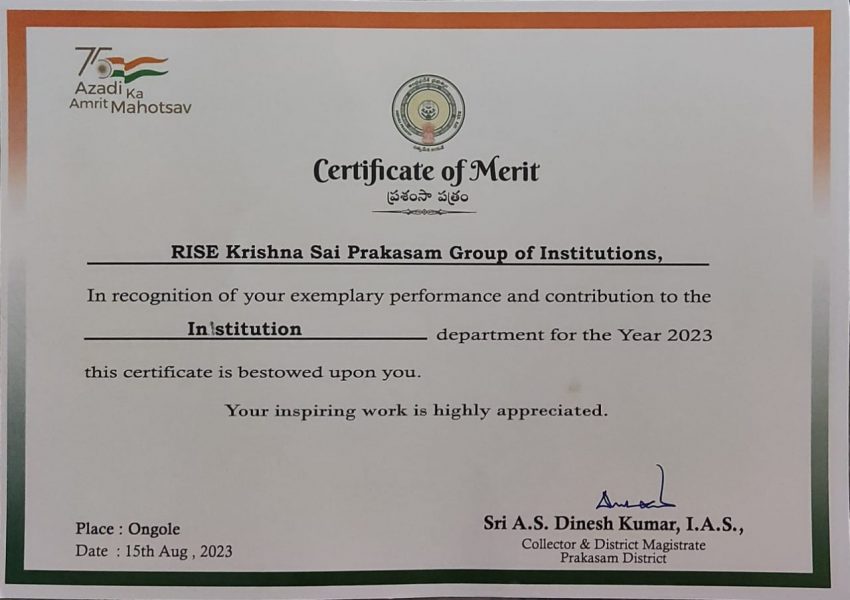 75
Azadi Ka
Amrit Mahotsav
Certificate of Merit
ప్రశంసా పత్రం
RISE Krishna Sai Prakasam Group of Institutions,
In recognition of your exemplary performance and contribution to the
Institution department for the Year 2023
this certificate is bestowed upon you.
Your inspiring work is highly appreciated.
Place : Ongole
Date : 15th Aug , 2023
Sri A.S. Dinesh Kumar, I.A.S.,
Collector & District Magistrate
Prakasam District